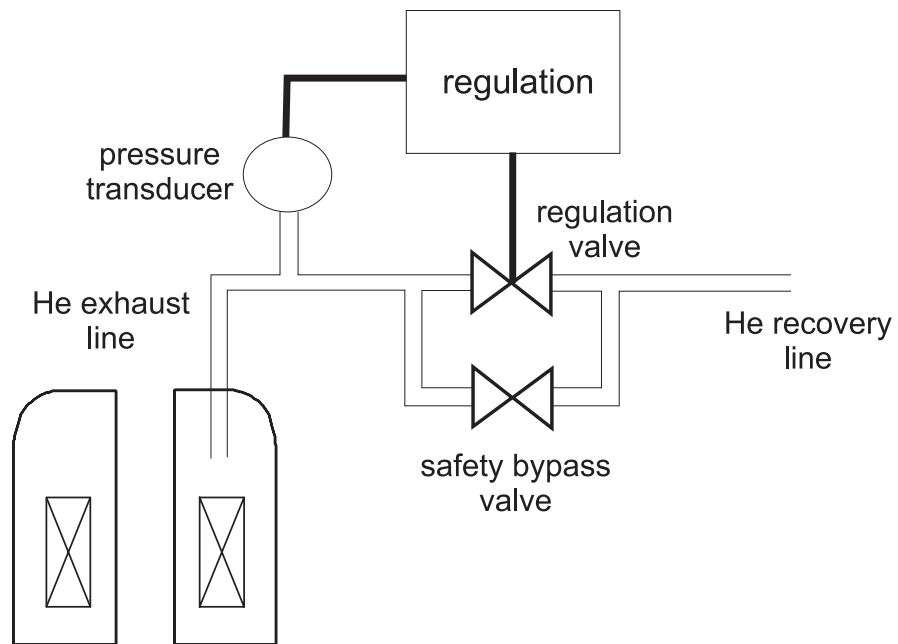 regulation
pressure
transducer
regulation
valve
He exhaust
line
He recovery
line
safety bypass
valve